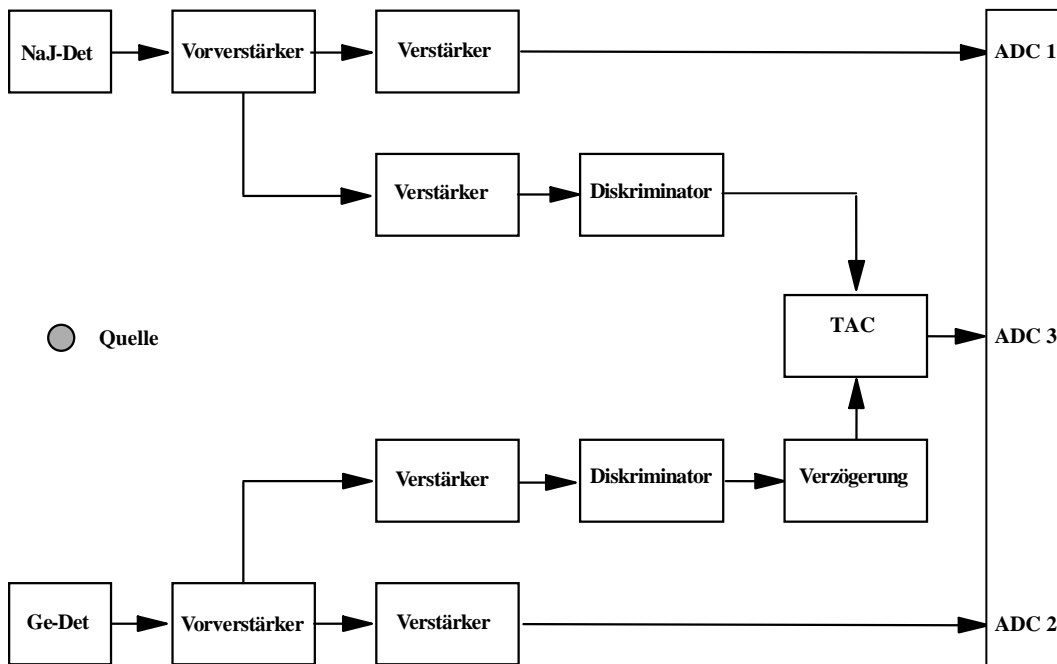 NaJ-Det
Vorverstärker
Verstärker
ADC 1
Verstärker
Diskriminator
TAC
Quelle
ADC 3
Verstärker
Diskriminator
Verzögerung
Ge-Det
Vorverstärker
Verstärker
ADC 2